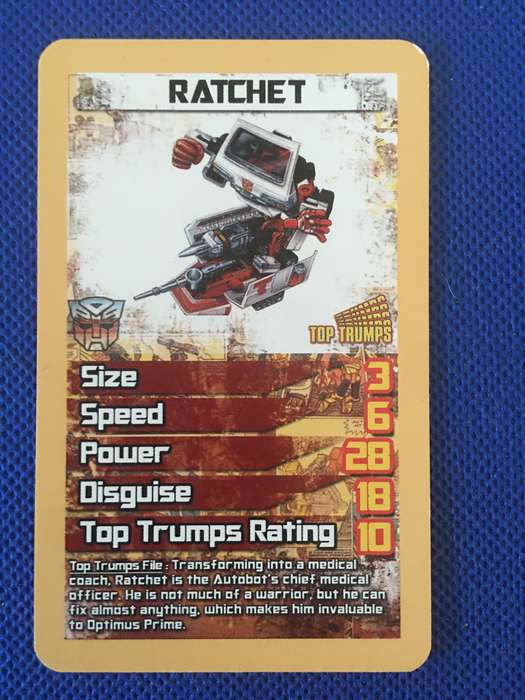 RATCHET
TOP TRUMPS
Size 3
Speed 6
Power 28
Disguise 18
Top Trumps Rating 10
Top Trumps File : Transforming into a medical
coach, Ratchet is the Autobot's chief medical
officer. He is not much of a warrior, but he can
fix almost anything, which makes him invaluable
to Optimus Prime.